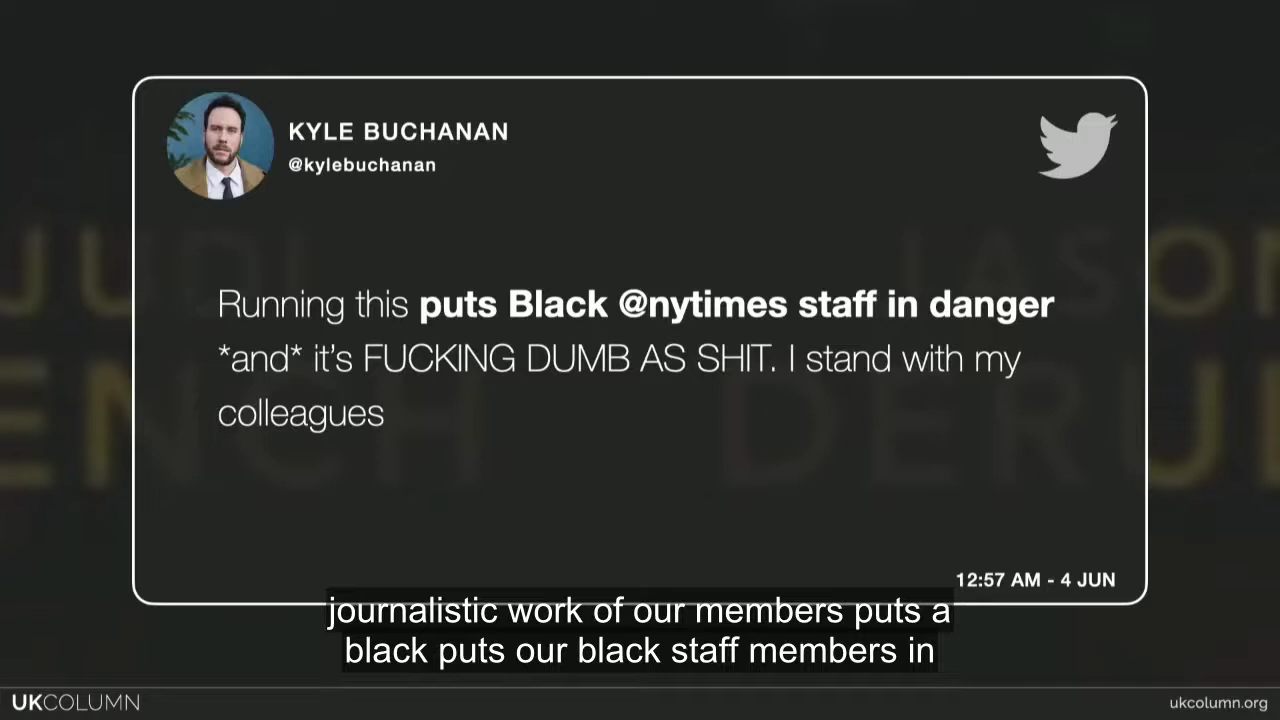 KYLE BUCHANAN
@kylebuchanan
Running this puts Black @nytimes staff in danger
*and* it's FUCKING DUMB AS SHIT. I stand with my
colleagues
12:57 AM - 4 JUN
journalistic work of our members puts a
black puts our black staff members in
UKCOLUMN
ukcolumn.org